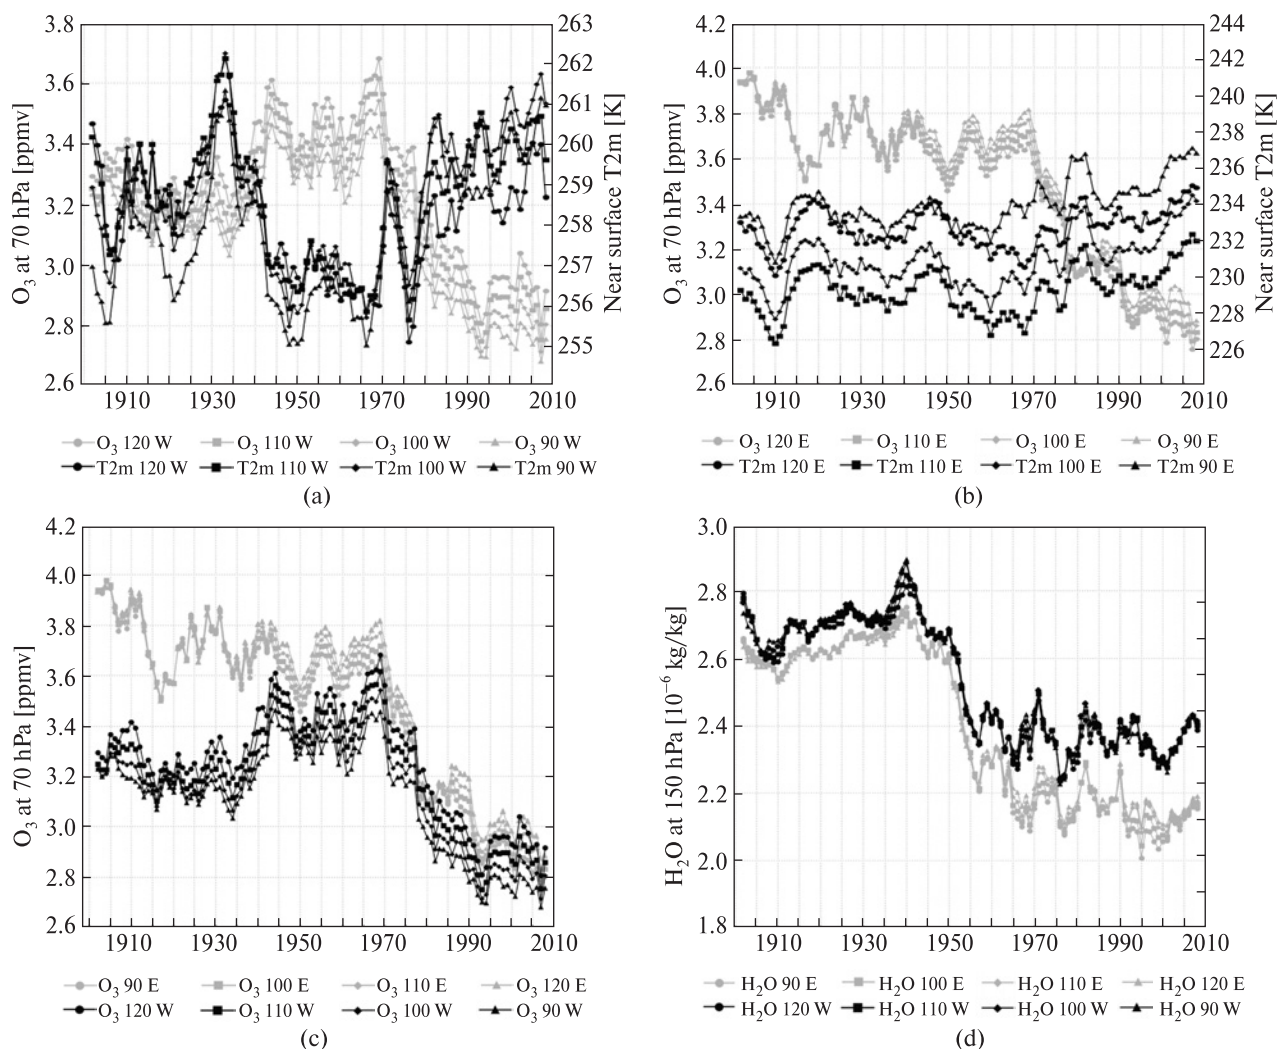 3.8
3.6
3.4
3.2
3.0
2.8
2.6
O3 at 70 hPa [ppmv]
263
262
261
260
259
258
257
256
255
Near surface T2m [K]
1910 1930 1950 1970 1990 2010
O3 120 W O3 110 W O3 100 W O3 90 W
T2m 120 W T2m 110 W T2m 100 W T2m 90 W
(a)
4.2
4.0
3.8
3.6
3.4
3.2
3.0
2.8
2.6
O3 at 70 hPa [ppmv]
244
242
240
238
236
234
232
230
228
226
Near surface T2m [K]
1910 1930 1950 1970 1990 2010
O3 120 E O3 110 E O3 100 E O3 90 E
T2m 120 E T2m 110 E T2m 100 E T2m 90 E
(b)
4.2
4.0
3.8
3.6
3.4
3.2
3.0
2.8
2.6
O3 at 70 hPa [ppmv]
1910 1930 1950 1970 1990 2010
O3 90 E O3 100 E O3 110 E O3 120 E
O3 120 W O3 110 W O3 100 W O3 90 W
(c)
3.0
2.8
2.6
2.4
2.2
2.0
1.8
H2O at 150 hPa [10−6 kg/kg]
1910 1930 1950 1970 1990 2010
H2O 90 E H2O 100 E H2O 110 E H2O 120 E
H2O 120 W H2O 110 W H2O 100 W H2O 90 W
(d)